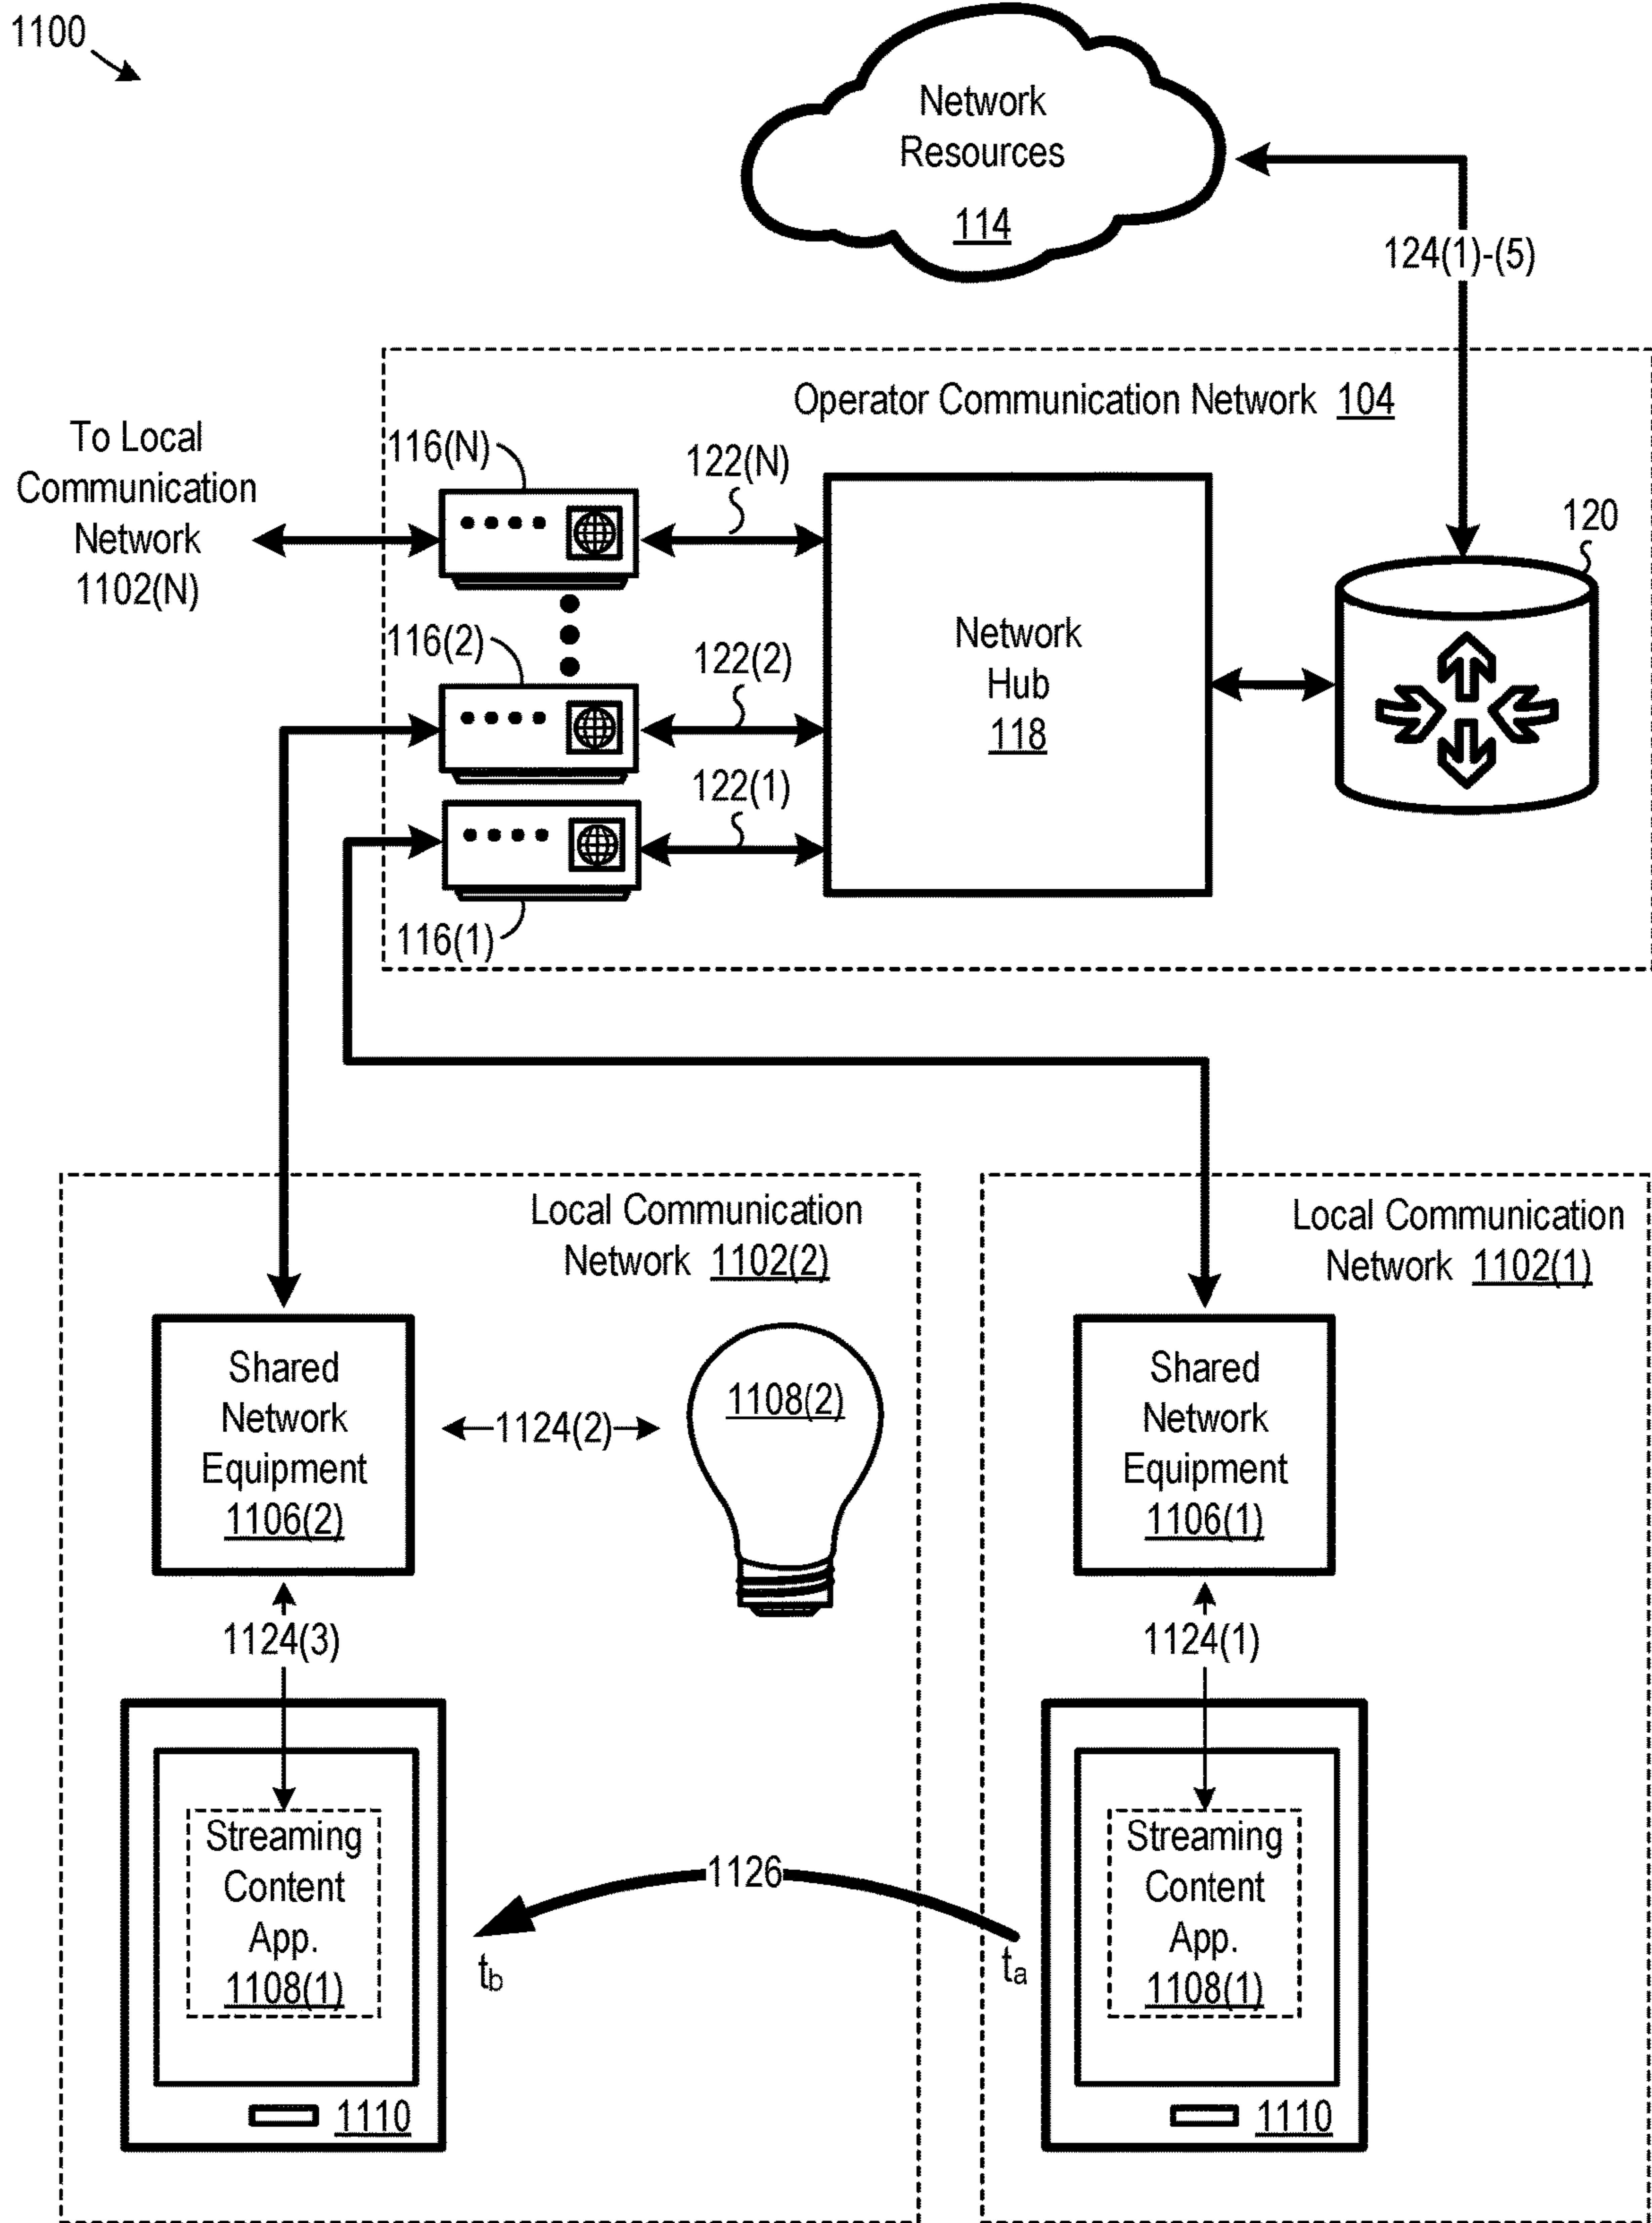 1100
Network
Resources
114
124(1)-(5)
Operator Communication Network 104
To Local
Communication
Network
1102(N)
116(N)
122(N)
120
116(2)
122(2)
Network
Hub
118
122(1)
116(1)
Local Communication
Network 1102(2)
Local Communication
Network 1102(1)
Shared
Network
Equipment
1106(2)
1124(2)
1108(2)
Shared
Network
Equipment
1106(1)
1124(3)
1124(1)
Streaming
Content
App.
1108(1)
1110
1126
tb
ta
Streaming
Content
App.
1108(1)
1110